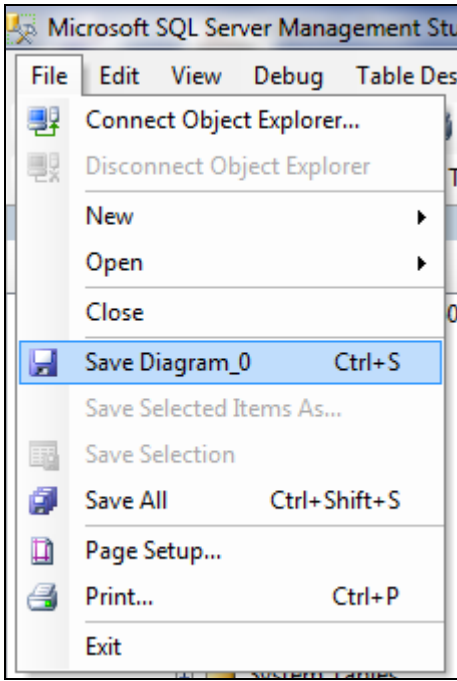 Microsoft SQL Server Management Stu
File Edit View Debug Table Des
Connect Object Explorer...
Disconnect Object Explorer
New
Open
Close
Save Diagram_0 Ctrl+S
Save Selected Items As...
Save Selection
Save All Ctrl+Shift+S
Page Setup...
Print... Ctrl+P
Exit
System Tables